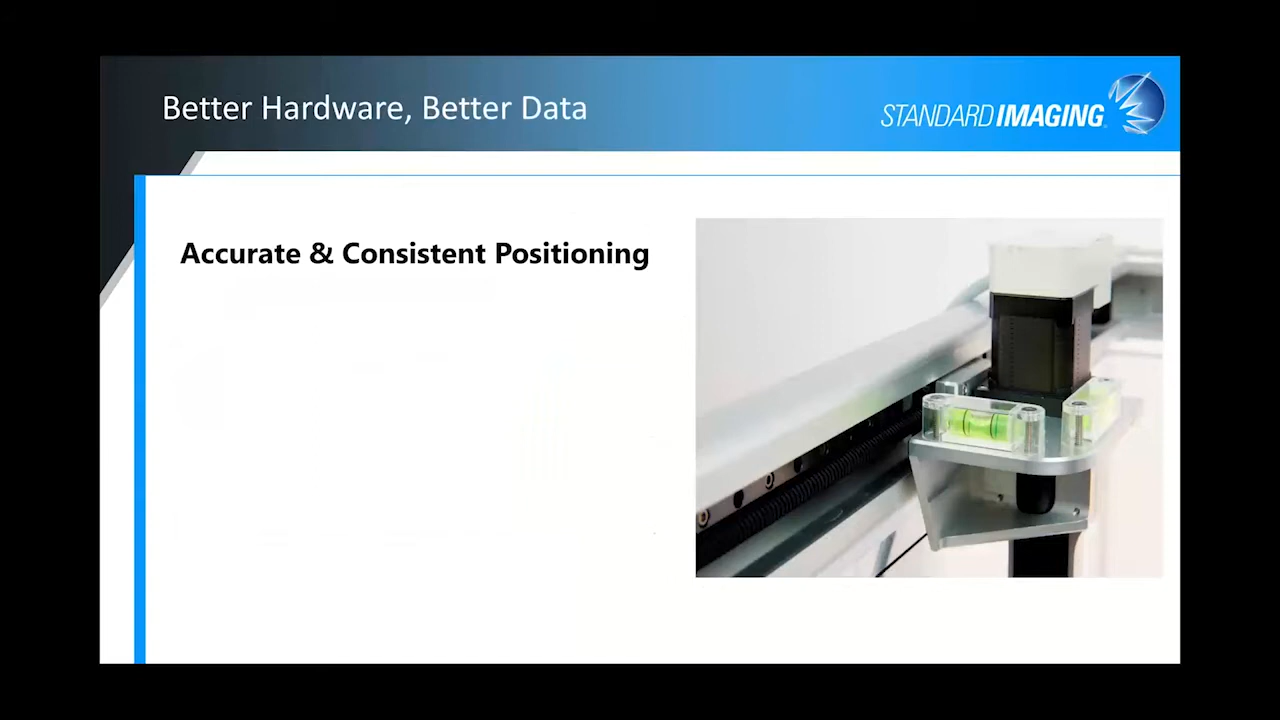 Better Hardware, Better Data
STANDARD IMAGING
Accurate & Consistent Positioning